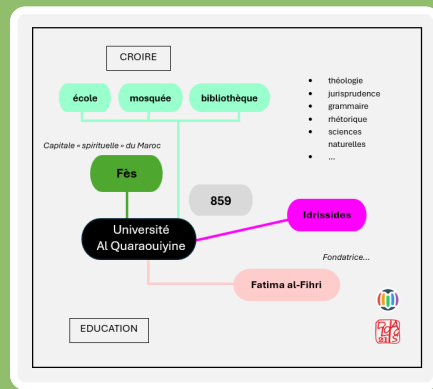 CROIRE
école
mosquée
bibliothèque
• théologie
• jurisprudence
• grammaire
• rhétorique
• sciences
naturelles
• ...
Capitale « spirituelle » du Maroc
Fès
859
Idrissides
Université
Al Quaraouiyine
Fondatrice...
Fatima al-Fihri
EDUCATION